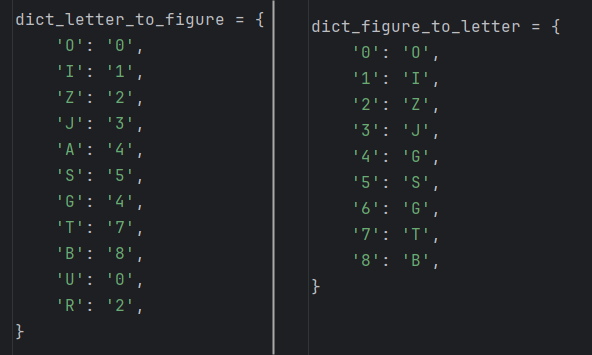 dict_letter_to_figure = {
    'O': '0',
    'I': '1',
    'Z': '2',
    'J': '3',
    'A': '4',
    'S': '5',
    'G': '4',
    'T': '7',
    'B': '8',
    'U': '0',
    'R': '2',
}
dict_figure_to_letter = {
    '0': 'O',
    '1': 'I',
    '2': 'Z',
    '3': 'J',
    '4': 'G',
    '5': 'S',
    '6': 'G',
    '7': 'T',
    '8': 'B',
}